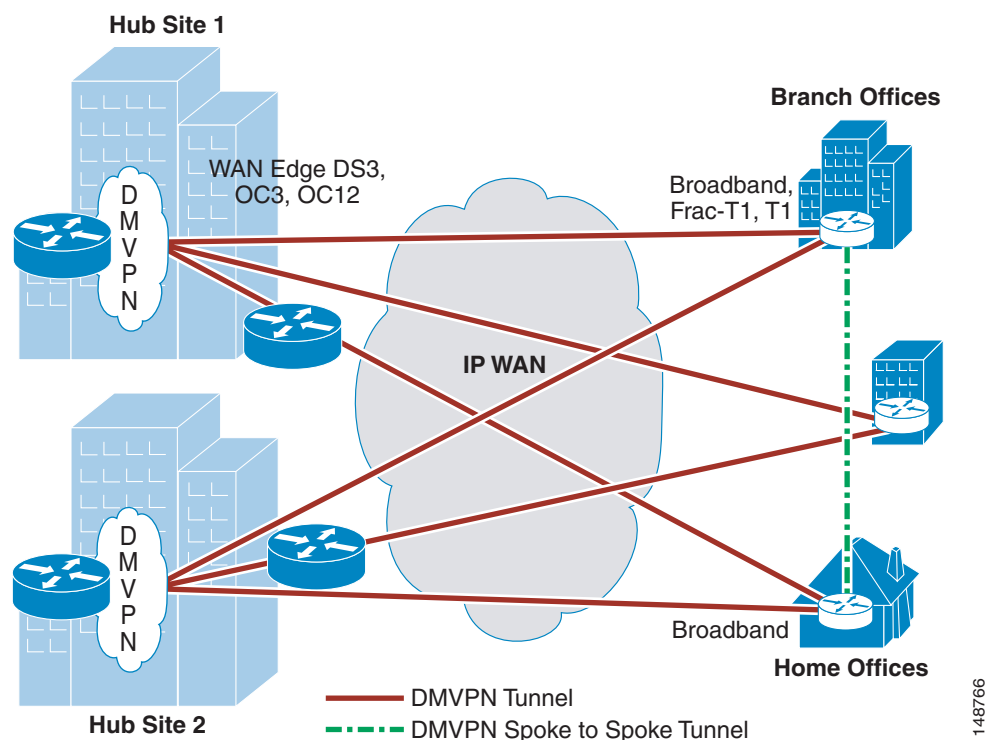 Hub Site 1
Branch Offices
WAN Edge DS3,
OC3, OC12
Broadband,
Frac-T1, T1
D
M
V
P
N
IP WAN
D
M
V
P
N
Broadband
Home Offices
Hub Site 2
DMVPN Tunnel
DMVPN Spoke to Spoke Tunnel
148766